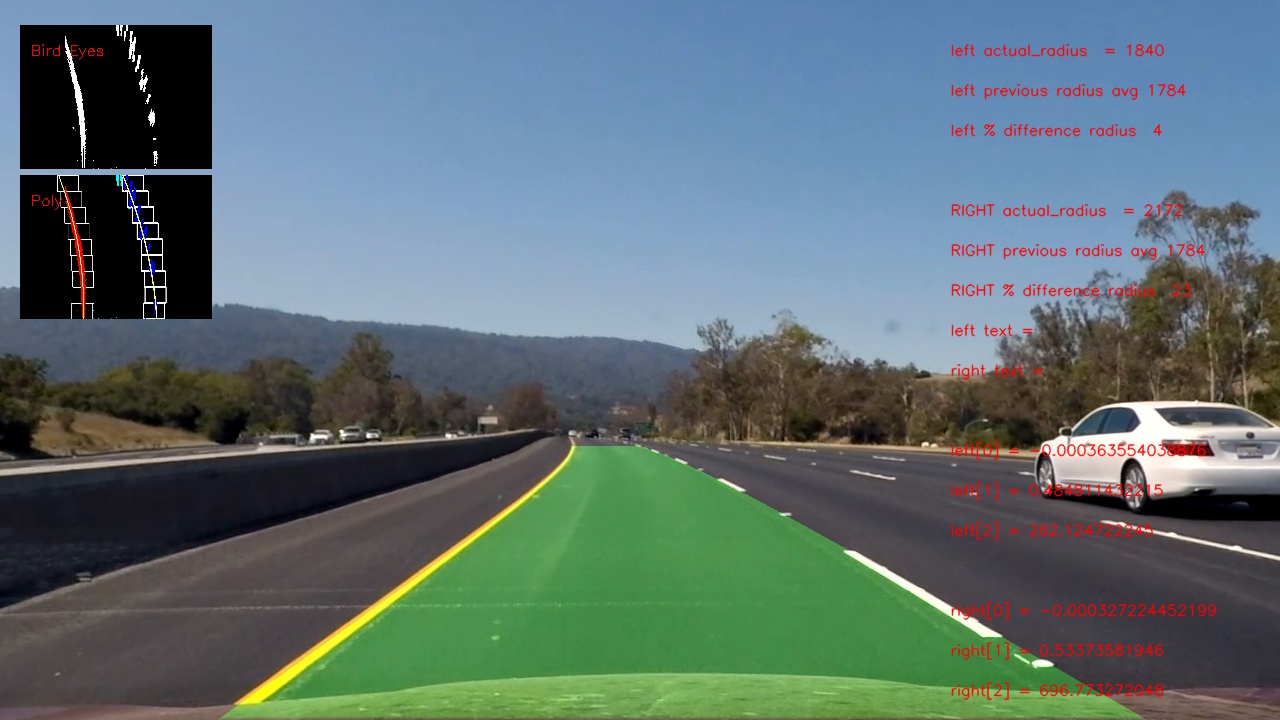 Bird Eyes
Poly
left actual_radius = 1840
left previous radius avg 1784
left % difference radius 4
RIGHT actual_radius = 2172
RIGHT previous radius avg 1784
RIGHT % difference radius 23
left text =
right text =
left[0] = -0.000363554038876
left[1] = 0.484811432215
left[2] = 262.124722245
right[0] = -0.000327224452199
right[1] = 0.53373581946
right[2] = 696.773272048